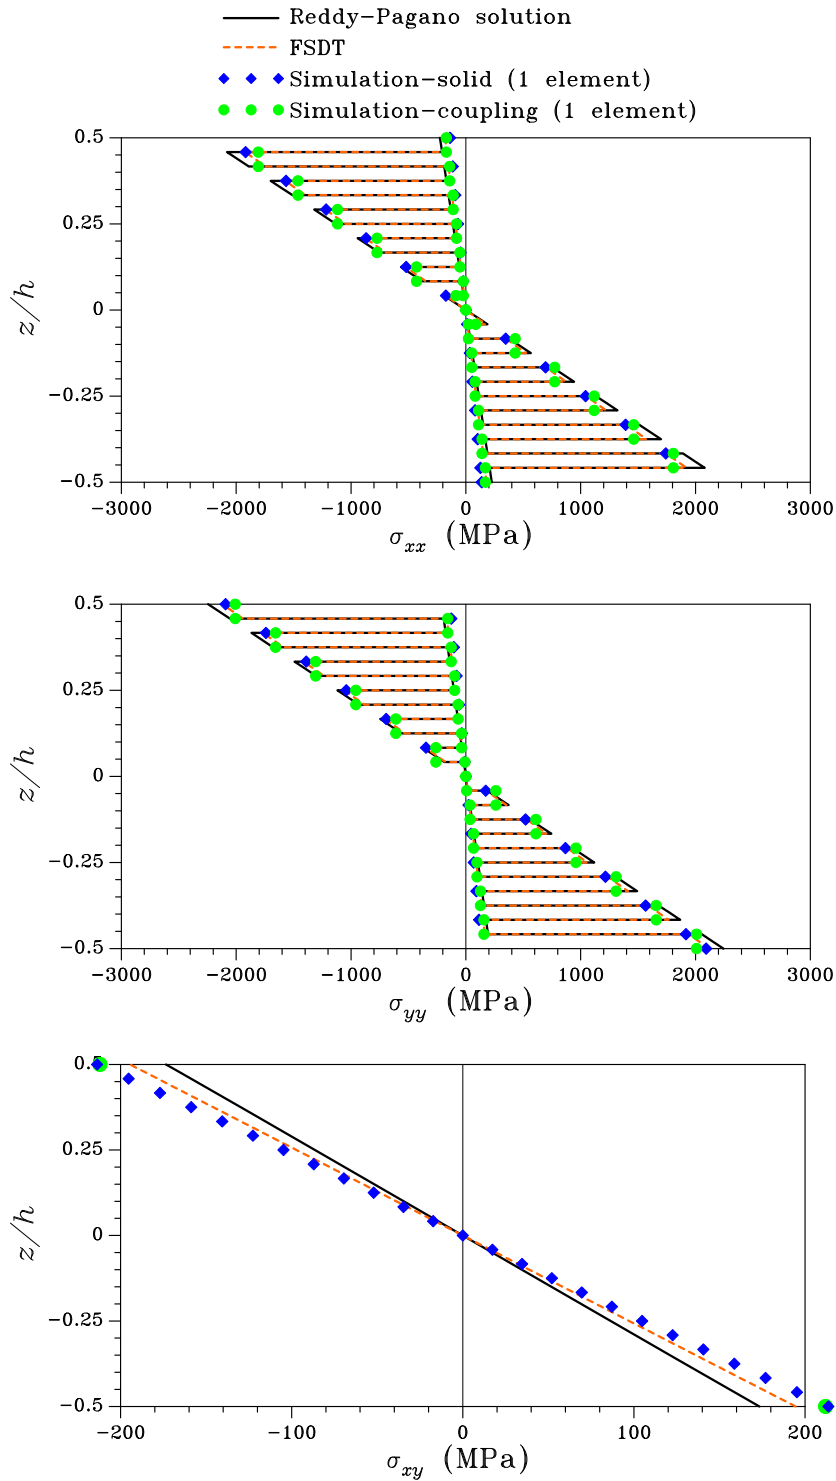 Reddy-Pagano solution
FSDT
Simulation-solid (1 element)
Simulation-coupling (1 element)
0.5
0.25
0
-0.25
-0.5
z/h
-3000 -2000 -1000 0 1000 2000 3000
σxx (MPa)
0.5
0.25
0
-0.25
-0.5
z/h
-3000 -2000 -1000 0 1000 2000 3000
σyy (MPa)
0.5
0.25
0
-0.25
-0.5
z/h
-200 -100 0 100 200
σxy (MPa)